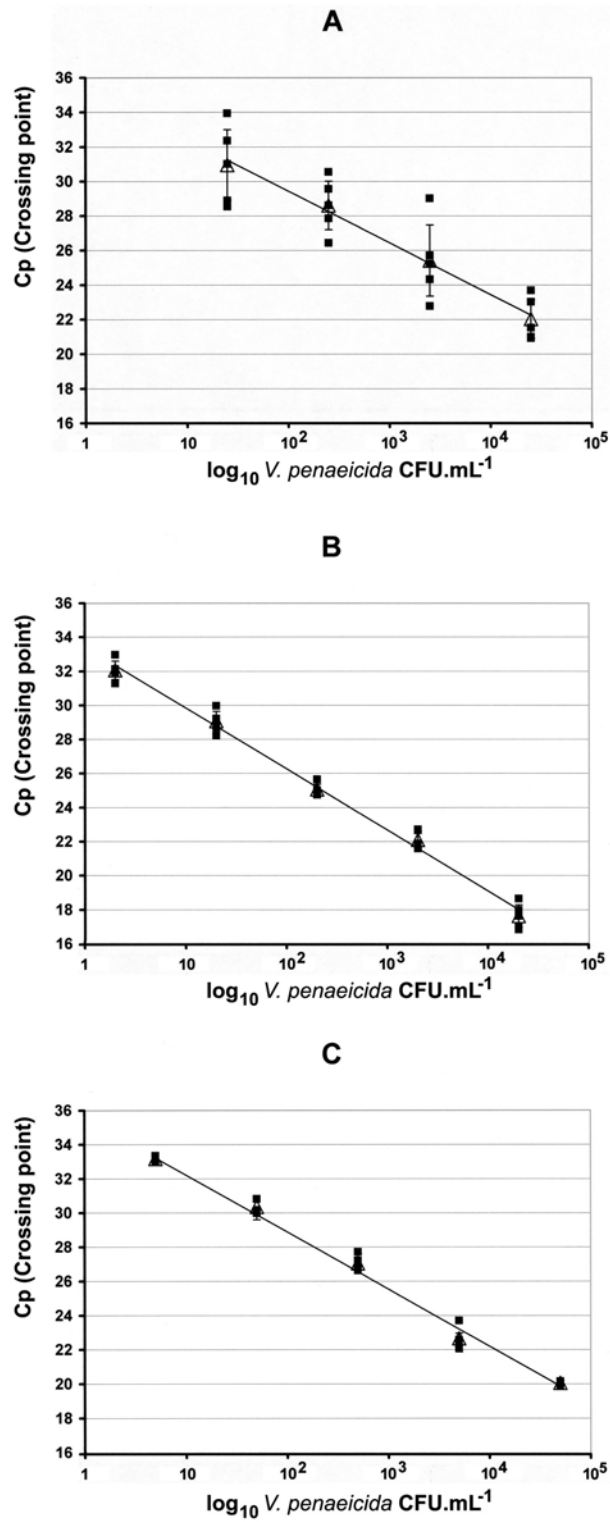 A
Cp (Crossing point)
36
34
32
30
28
26
24
22
20
18
16
1 10 10² 10³ 10⁴ 10⁵
log₁₀ V. penaeicida CFU.mL⁻¹
B
Cp (Crossing point)
36
34
32
30
28
26
24
22
20
18
16
1 10 10² 10³ 10⁴ 10⁵
log₁₀ V. penaeicida CFU.mL⁻¹
C
Cp (Crossing point)
36
34
32
30
28
26
24
22
20
18
16
1 10 10² 10³ 10⁴ 10⁵
log₁₀ V. penaeicida CFU.mL⁻¹